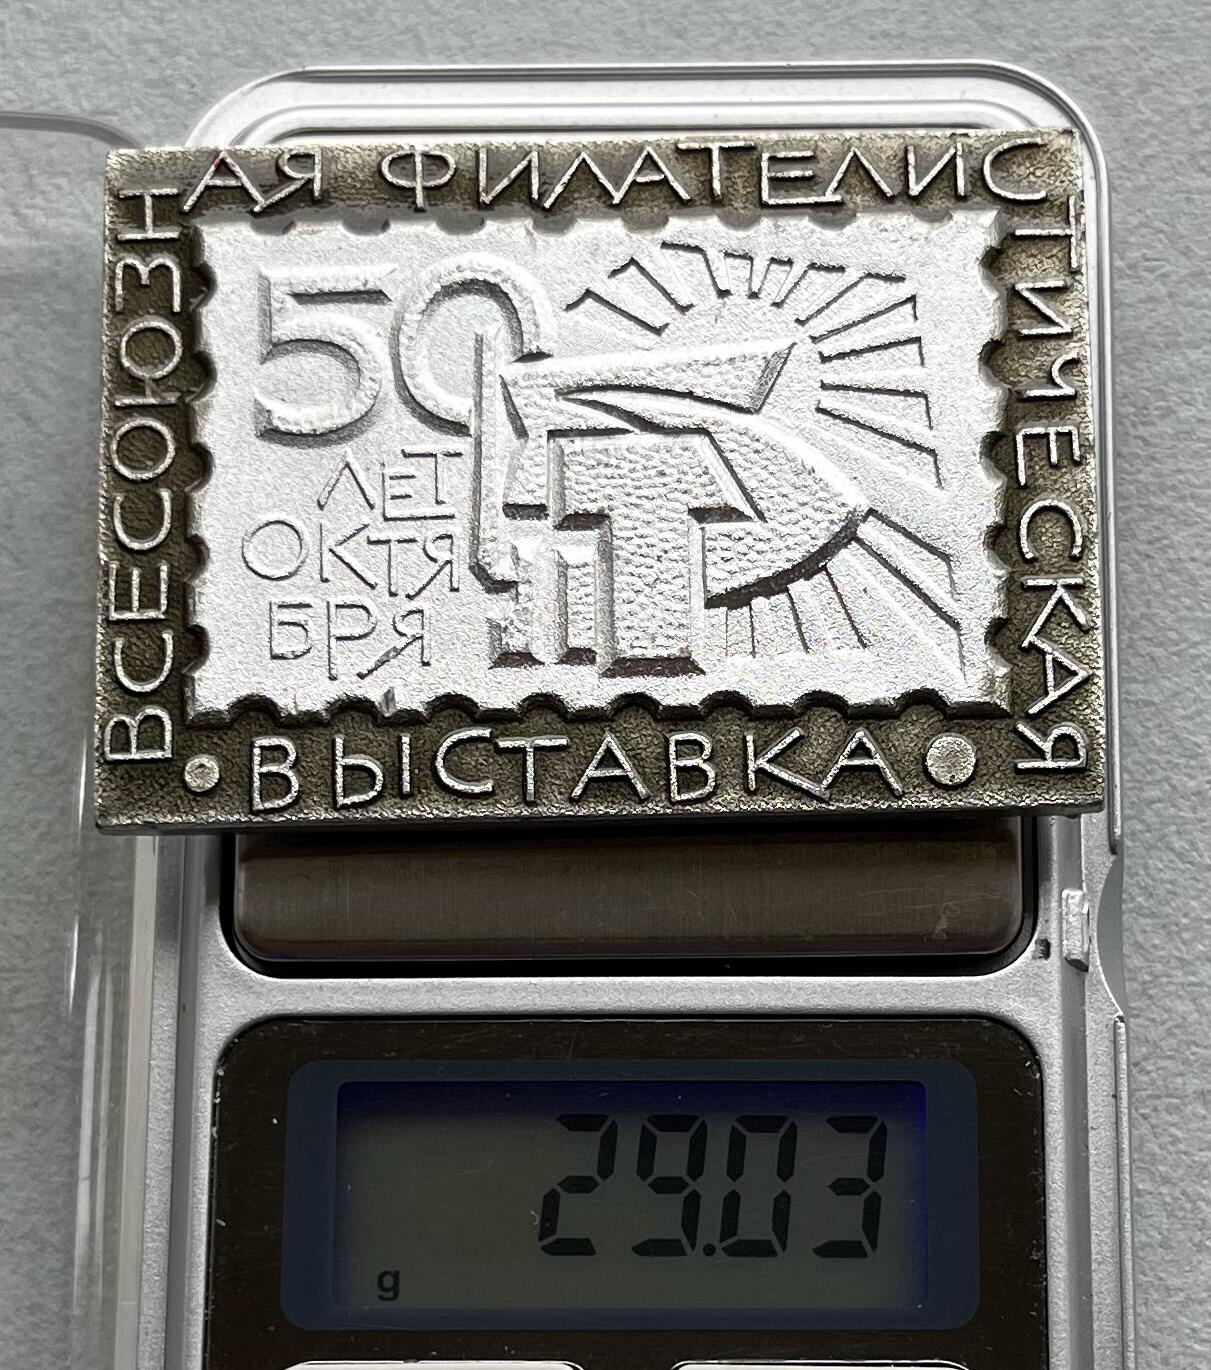 ВСЕСОЮЗНАЯ ФИЛАТЕЛИСТИЧЕСКАЯ
50
ЛЕТ
ОКТЯ
БРЯ
• ВЫСТАВКА •
29.03
g